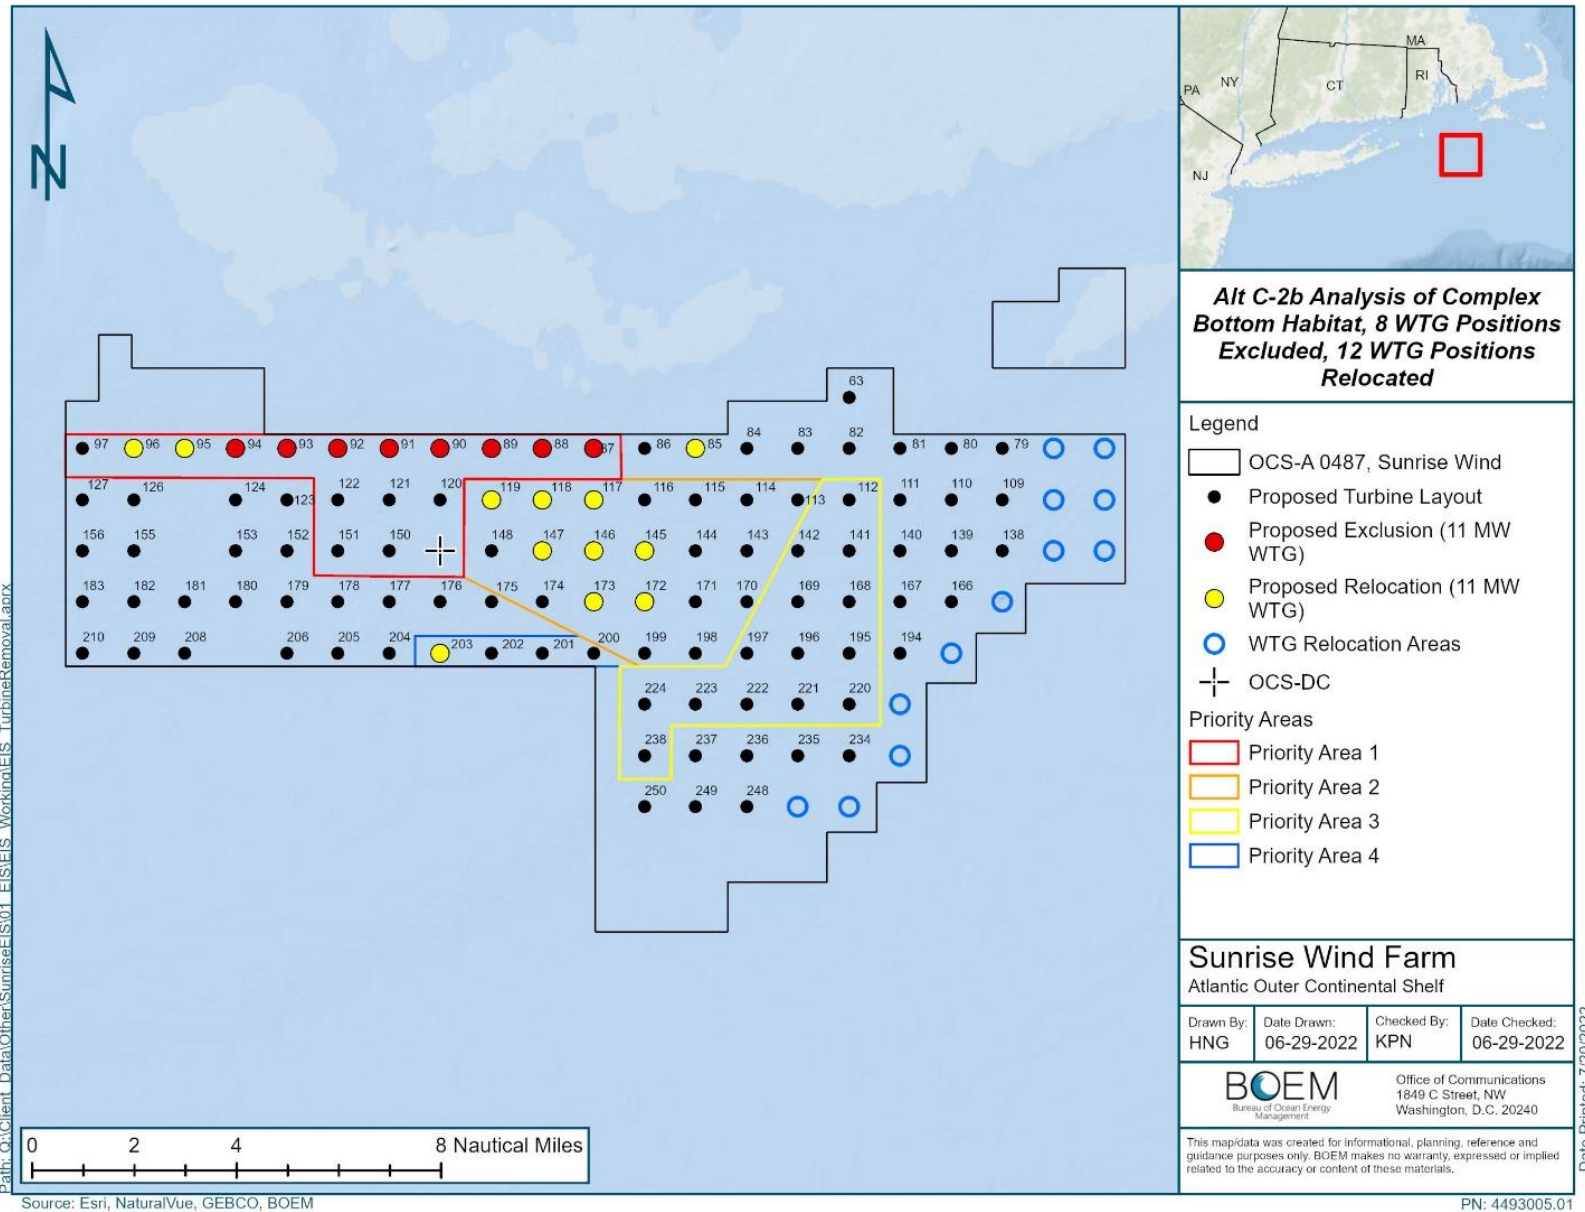 N
63
97
96
95
94
93
92
91
90
89
88
87
86
85
84
83
82
81
80
79
127
126
124
123
122
121
120
119
118
117
116
115
114
113
112
111
110
109
156
155
153
152
151
150
148
147
146
145
144
143
142
141
140
139
138
183
182
181
180
179
178
177
176
175
174
173
172
171
170
169
168
167
166
210
209
208
206
205
204
203
202
201
200
199
198
197
196
195
194
224
223
222
221
220
238
237
236
235
234
250
249
248
0 2 4 8 Nautical Miles
Source: Esri, NaturalVue, GEBCO, BOEM
Path: Q:\Client_Data\Other\SunriseEIS\01_EIS\EIS_Working\EIS_TurbineRemoval.aprx
MA
NY
CT
RI
PA
NJ
Alt C-2b Analysis of Complex
Bottom Habitat, 8 WTG Positions
Excluded, 12 WTG Positions
Relocated
Legend
OCS-A 0487, Sunrise Wind
Proposed Turbine Layout
Proposed Exclusion (11 MW
WTG)
Proposed Relocation (11 MW
WTG)
WTG Relocation Areas
OCS-DC
Priority Areas
Priority Area 1
Priority Area 2
Priority Area 3
Priority Area 4
Sunrise Wind Farm
Atlantic Outer Continental Shelf
Drawn By:
HNG
Date Drawn:
06-29-2022
Checked By:
KPN
Date Checked:
06-29-2022
BOEM
Bureau of Ocean Energy
Management
Office of Communications
1849 C Street, NW
Washington, D.C. 20240
This map/data was created for informational, planning, reference and
guidance purposes only. BOEM makes no warranty, expressed or implied
related to the accuracy or content of these materials.
PN: 4493005.01
Date Printed: